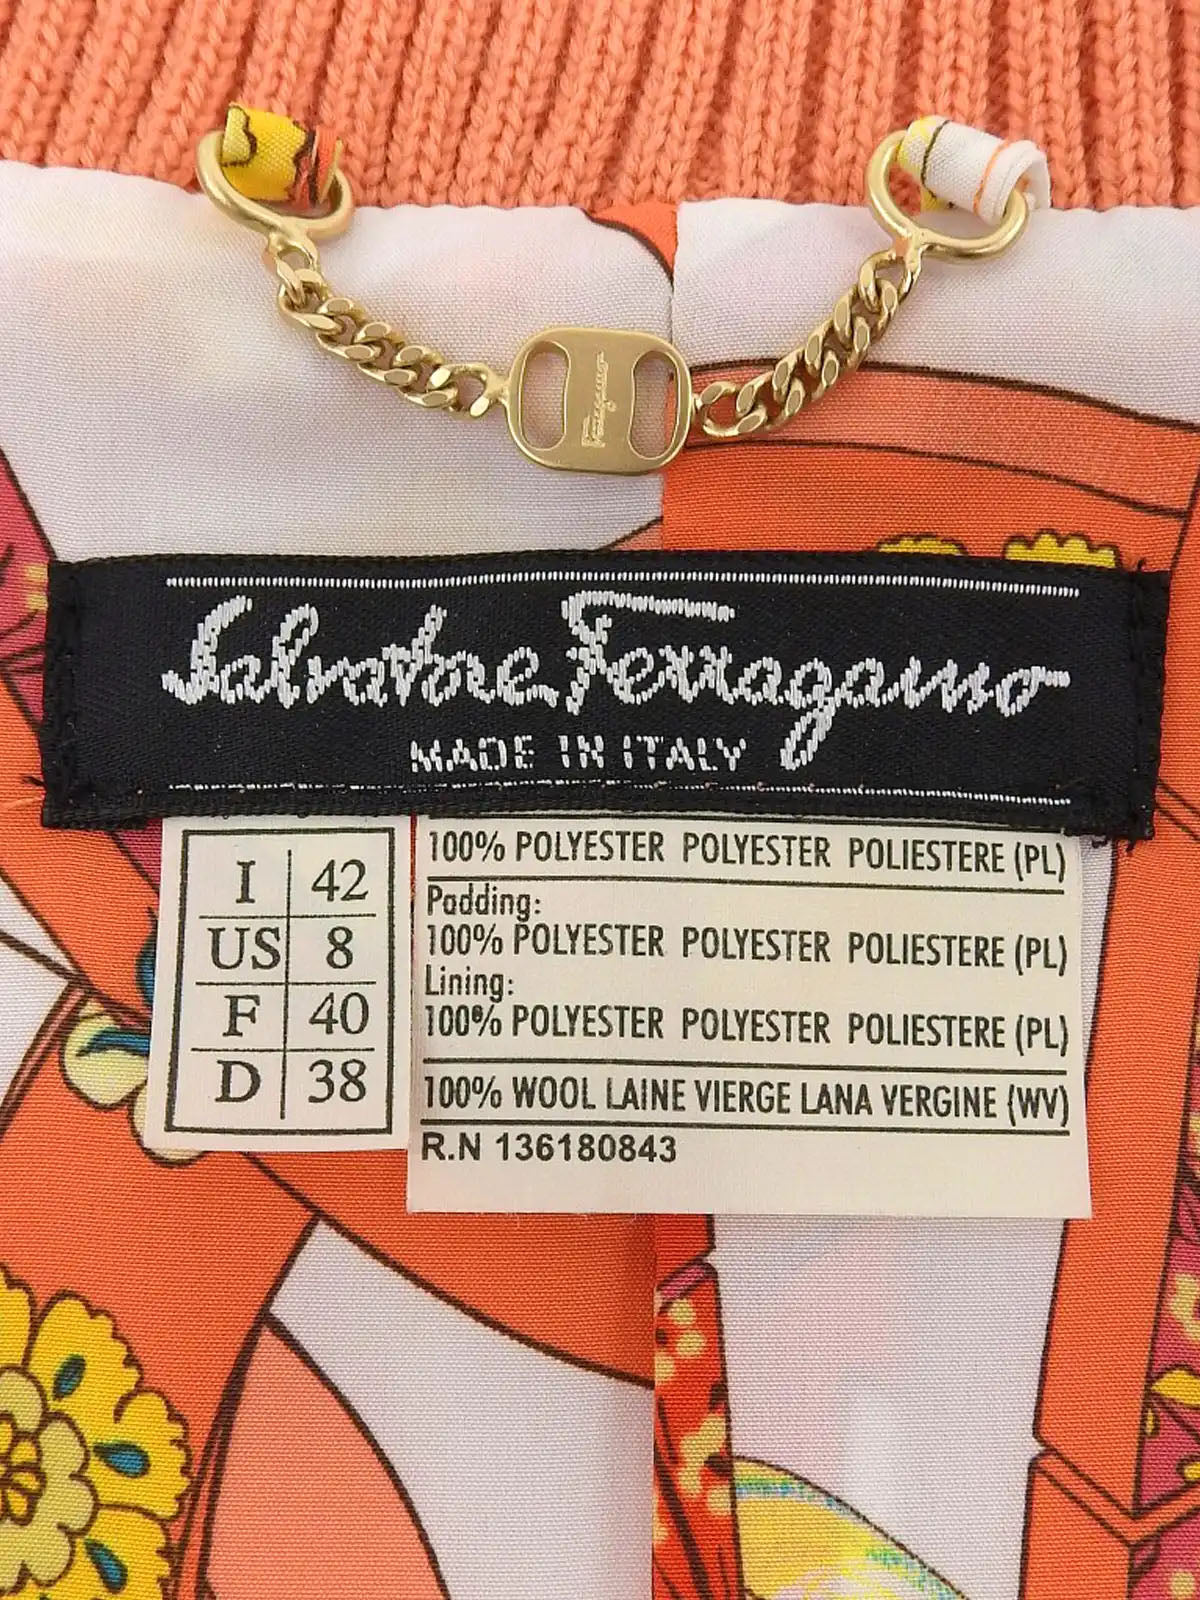 Ferragamo
Salvatore Ferragamo
MADE IN ITALY
I 42
US 8
F 40
D 38
100% POLYESTER POLYESTER POLIESTERE (PL)
Padding:
100% POLYESTER POLYESTER POLIESTERE (PL)
Lining:
100% POLYESTER POLYESTER POLIESTERE (PL)
100% WOOL LAINE VIERGE LANA VERGINE (WV)
R.N 136180843